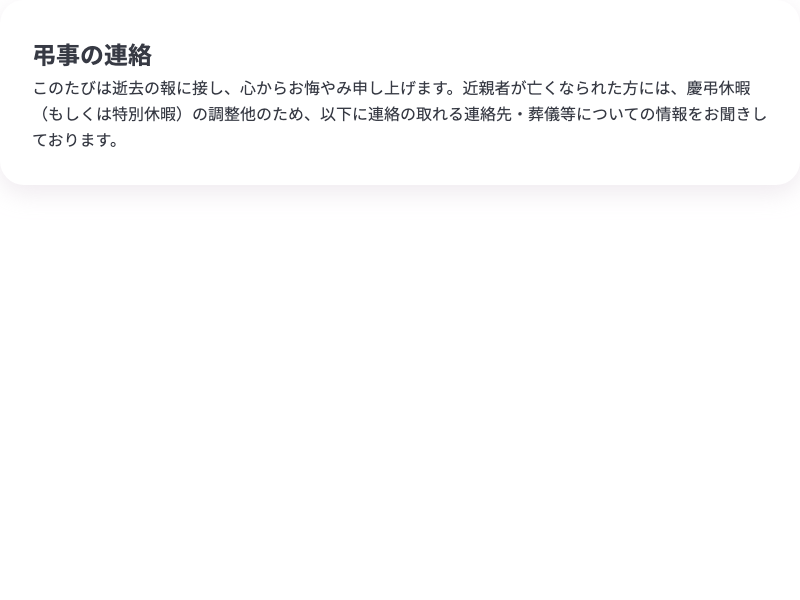 弔事の連絡
このたびは逝去の報に接し、心からお悔やみ申し上げます。近親者が亡くなられた方には、慶弔休暇
（もしくは特別休暇）の調整他のため、以下に連絡の取れる連絡先・葬儀等についての情報をお聞きし
ております。